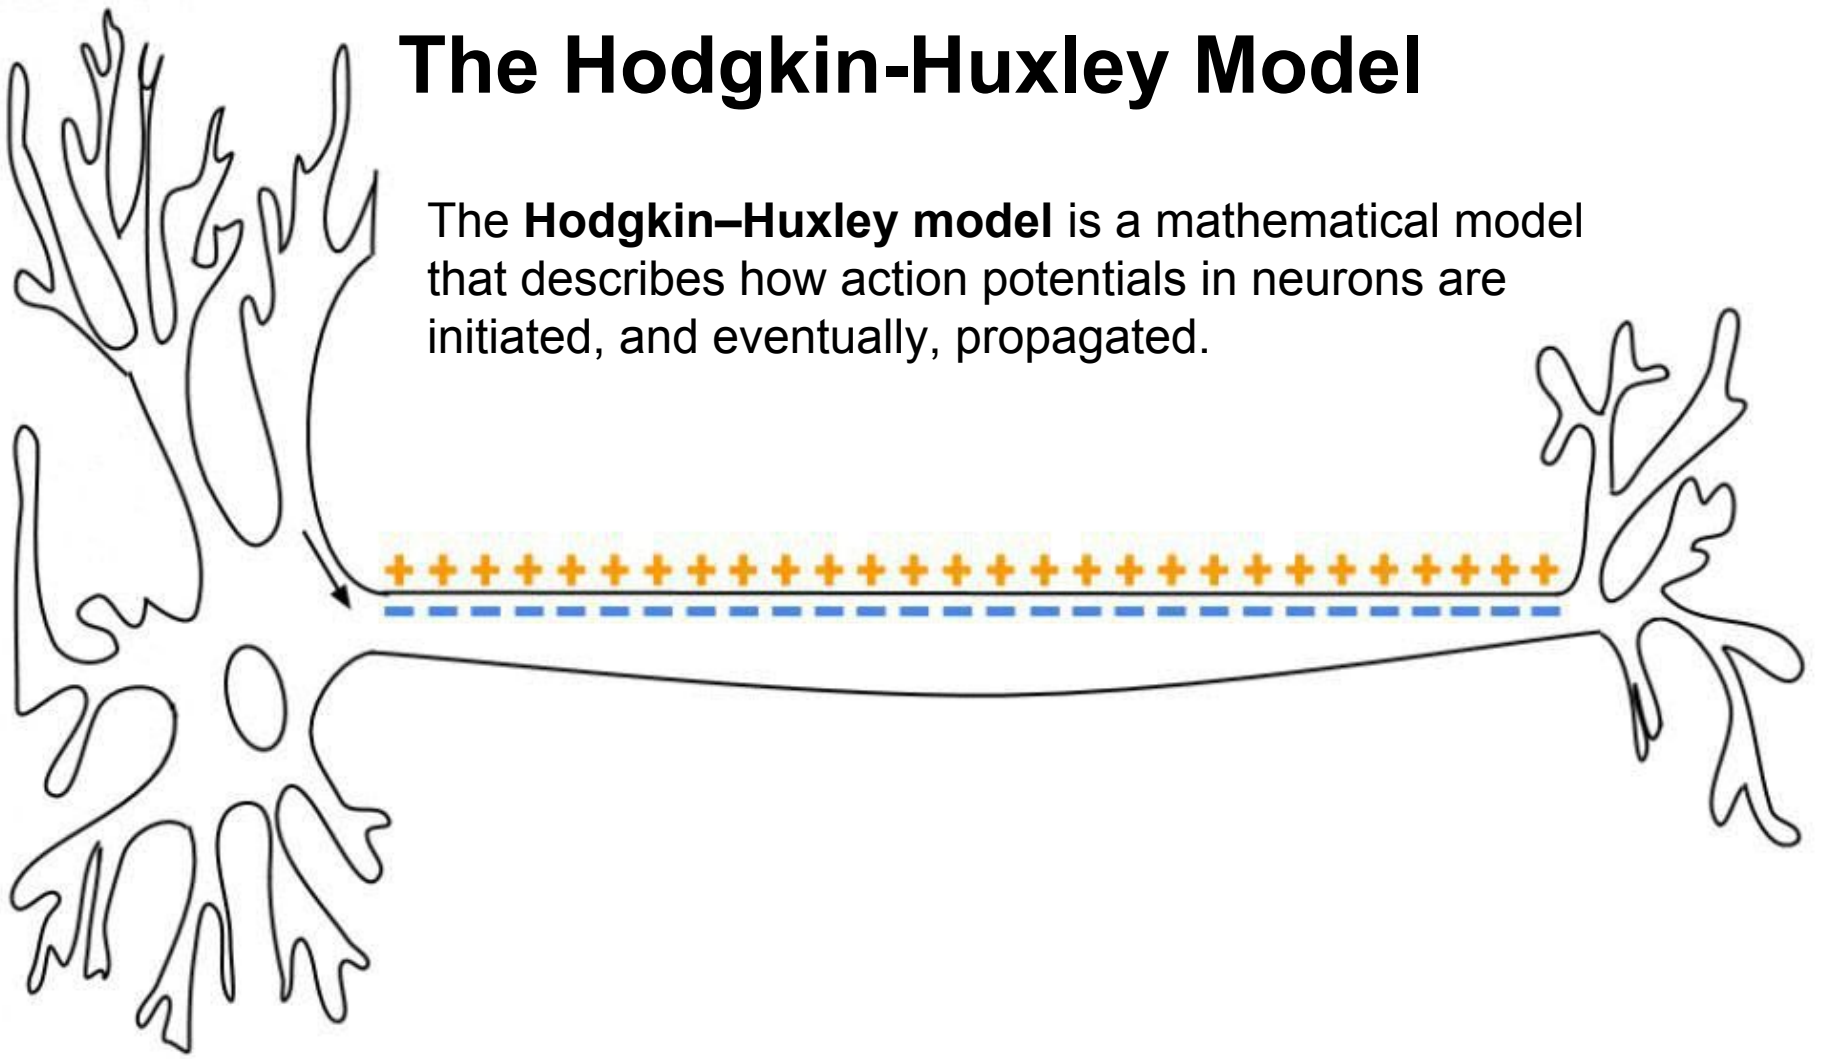 The Hodgkin-Huxley Model
The Hodgkin–Huxley model is a mathematical model
that describes how action potentials in neurons are
initiated, and eventually, propagated.